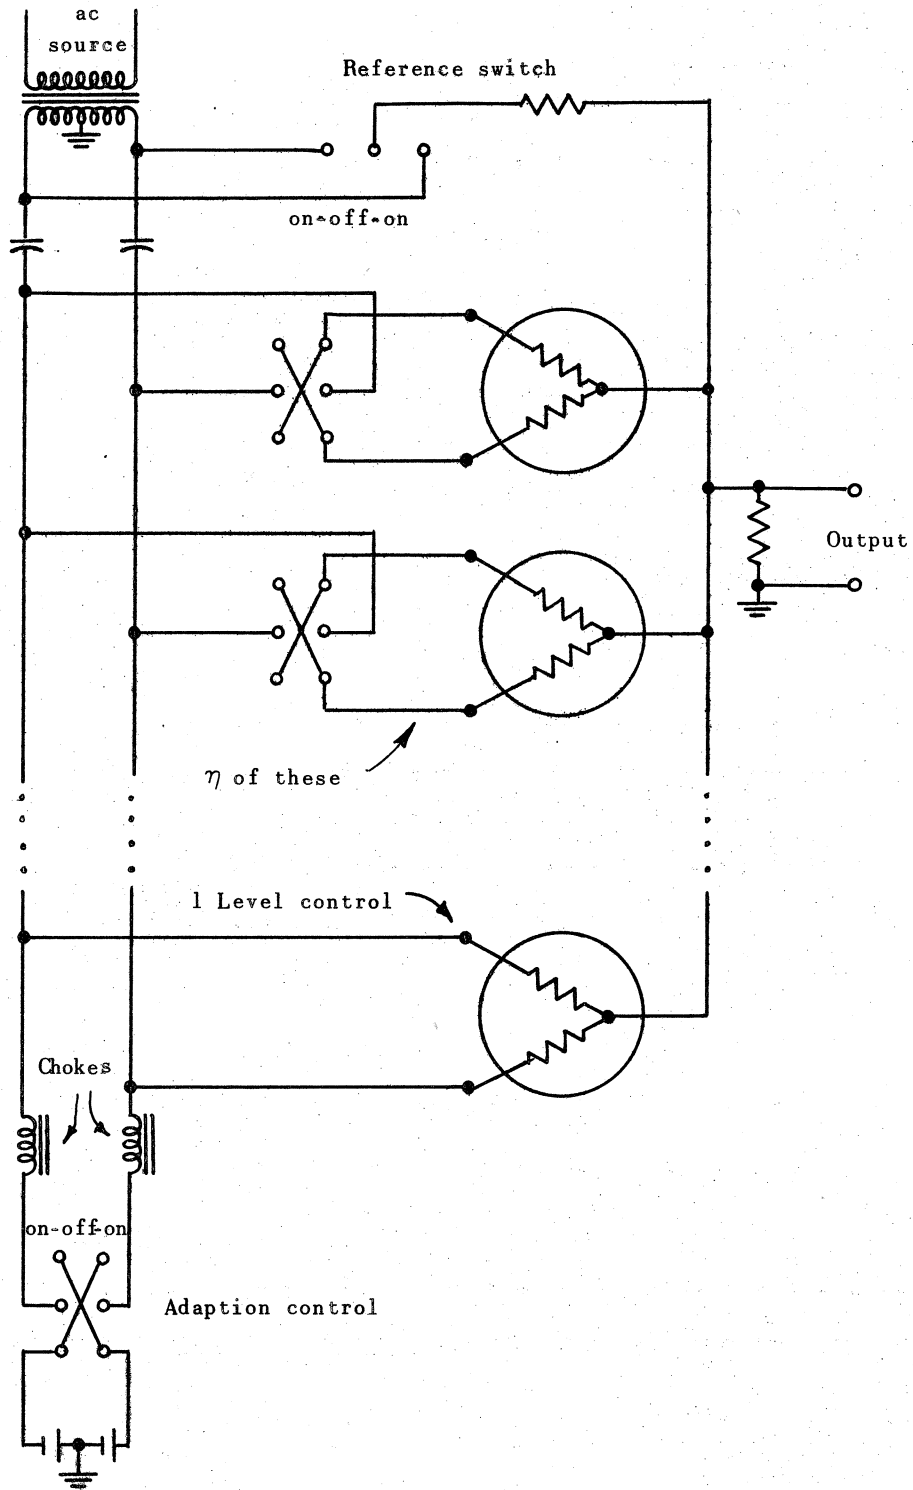 ac
source
Reference switch
on-off-on
Output
η of these
1 Level control
Chokes
on-off-on
Adaption control